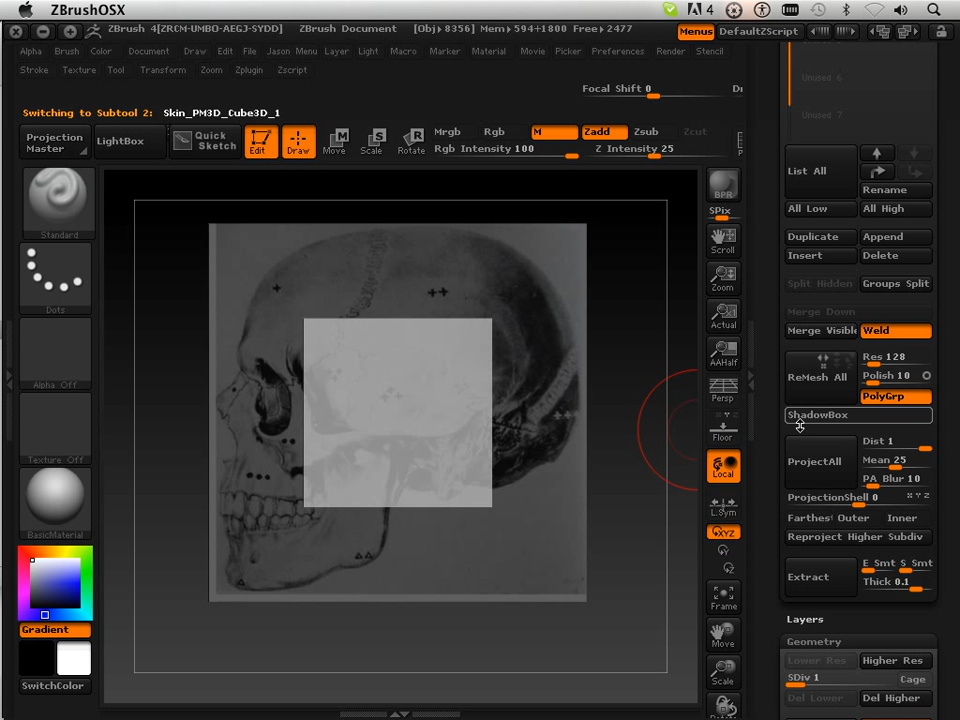 ZBrushOSX 4
ZBrush 4[ZRCM-UMBO-AEGJ-SYDD] ZBrush Document [Obj▸8356] Mem▸594+1800 Free▸2477 Menus DefaultZScript
Alpha Brush Color Document Draw Edit File Jason Menu Layer Light Macro Marker Material Movie Picker Preferences Render Stencil
Stroke Texture Tool Transform Zoom Zplugin Zscript
Focal Shift 0
Switching to Subtool 2: Skin_PM3D_Cube3D_1
Projection Master
LightBox
Quick Sketch
Edit
Draw
Move
Scale
Rotate
Mrgb Rgb M Zadd Zsub Zcut
Rgb Intensity 100 Z Intensity 25
Standard
Dots
Alpha Off
Texture Off
BasicMaterial
Gradient
SwitchColor
BPR
SPix
Scroll
Zoom
Actual
AAHalf
Persp
Floor
Local
L.Sym
XYZ
Frame
Move
Scale
Unused 6
Unused 7
List All
Rename
All Low All High
Duplicate Append
Insert Delete
Split Hidden Groups Split
Merge Down
Merge Visible Weld
ReMesh All
Res 128
Polish 10
PolyGrp
ShadowBox
ProjectAll
Dist 1
Mean 25
PA Blur 10
ProjectionShell 0
Farthest Outer Inner
Reproject Higher Subdiv
Extract
E Smt S Smt
Thick 0.1
Layers
Geometry
Lower Res Higher Res
SDiv 1 Cage
Del Lower Del Higher